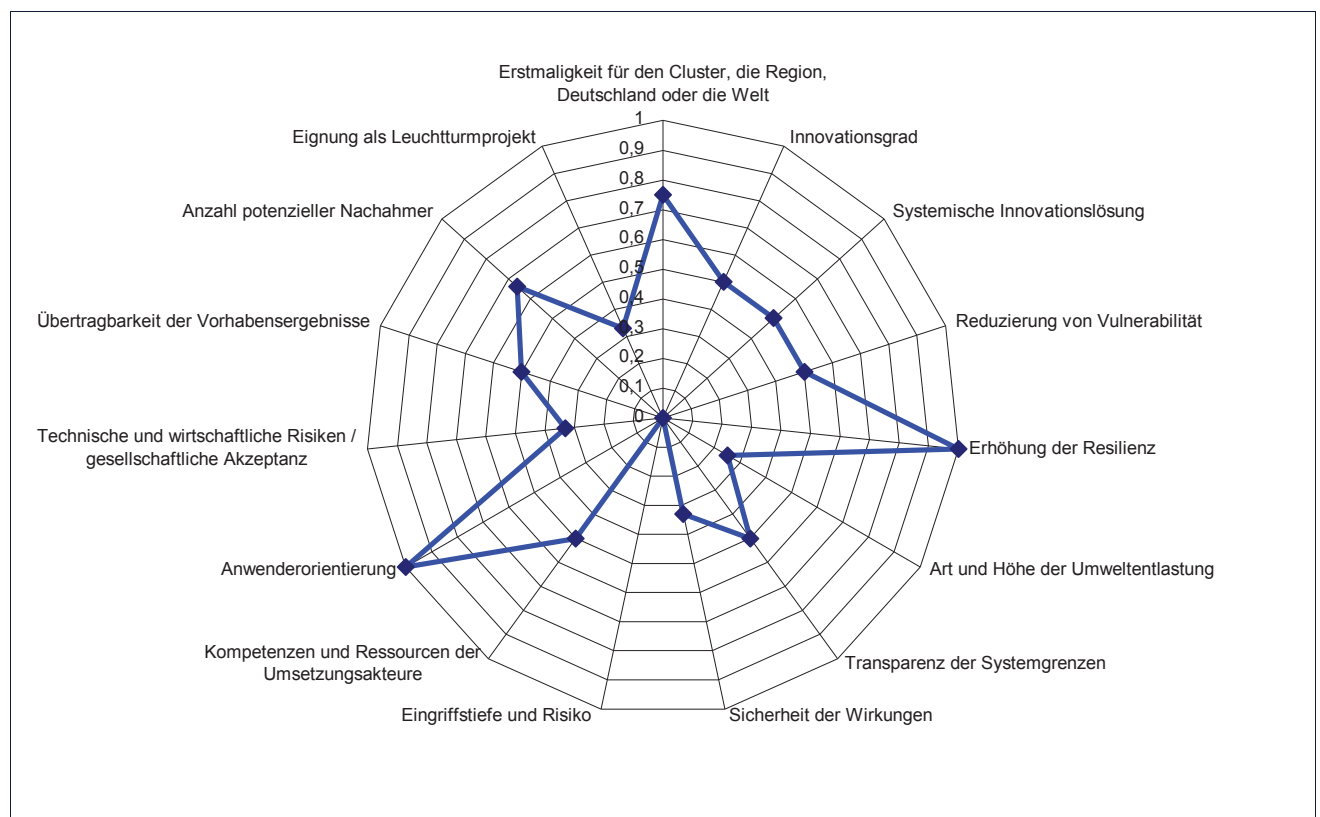 Erstmaligkeit für den Cluster, die Region,
Deutschland oder die Welt
1
0,9
0,8
0,7
0,6
0,5
0,4
0,3
0,2
0,1
0
Innovationsgrad
Systemische Innovationslösung
Reduzierung von Vulnerabilität
Erhöhung der Resilienz
Art und Höhe der Umweltentlastung
Transparenz der Systemgrenzen
Sicherheit der Wirkungen
Eingriffstiefe und Risiko
Kompetenzen und Ressourcen der
Umsetzungsakteure
Anwenderorientierung
Technische und wirtschaftliche Risiken /
gesellschaftliche Akzeptanz
Übertragbarkeit der Vorhabensergebnisse
Anzahl potenzieller Nachahmer
Eignung als Leuchtturmprojekt